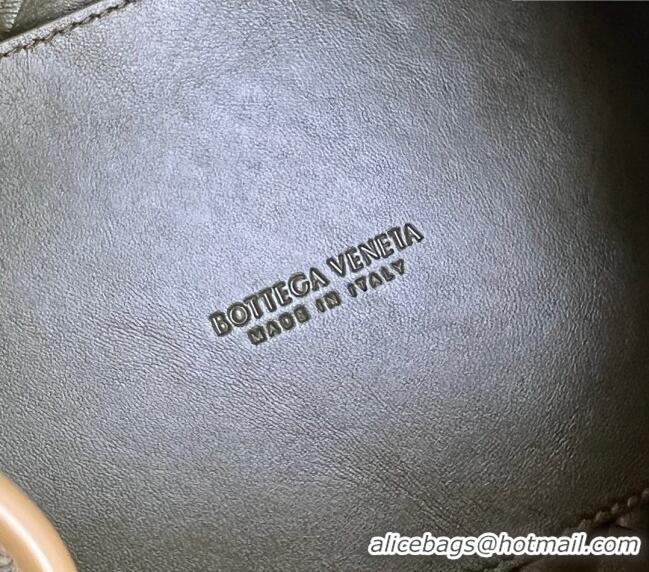 BOTTEGA VENETA
MADE IN ITALY
alicebags@hotmail.com